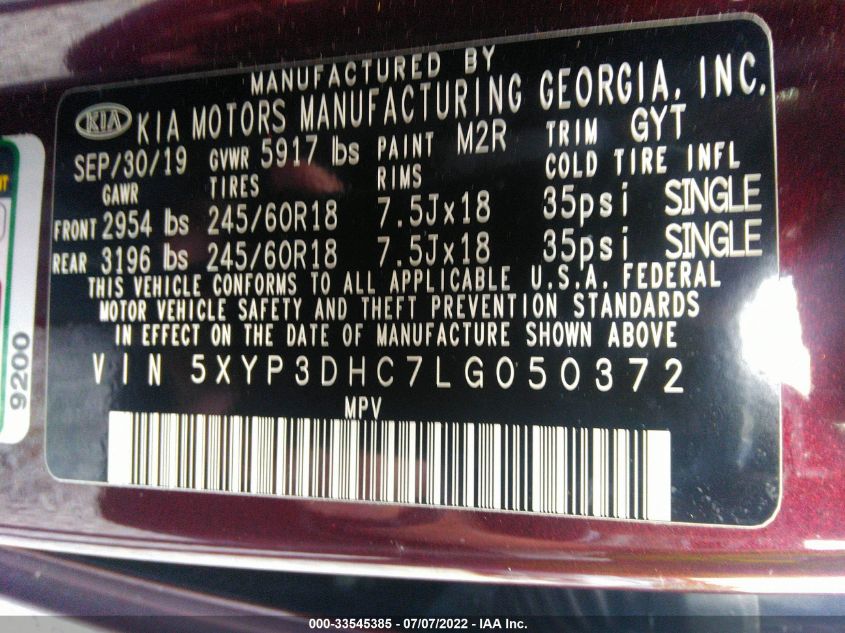 MANUFACTURED BY
KIA KIA MOTORS MANUFACTURING GEORGIA, INC.
SEP/30/19 GVWR 5917 lbs PAINT M2R TRIM GYT
GAWR TIRES RIMS COLD TIRE INFL
FRONT 2954 lbs 245/60R18 7.5Jx18 35psi SINGLE
REAR 3196 lbs 245/60R18 7.5Jx18 35psi SINGLE
THIS VEHICLE CONFORMS TO ALL APPLICABLE U.S.A. FEDERAL
MOTOR VEHICLE SAFETY AND THEFT PREVENTION STANDARDS
IN EFFECT ON THE DATE OF MANUFACTURE SHOWN ABOVE
VIN 5XYP3DHC7LG050372
MPV
9200
000-33545385 - 07/07/2022 - IAA Inc.